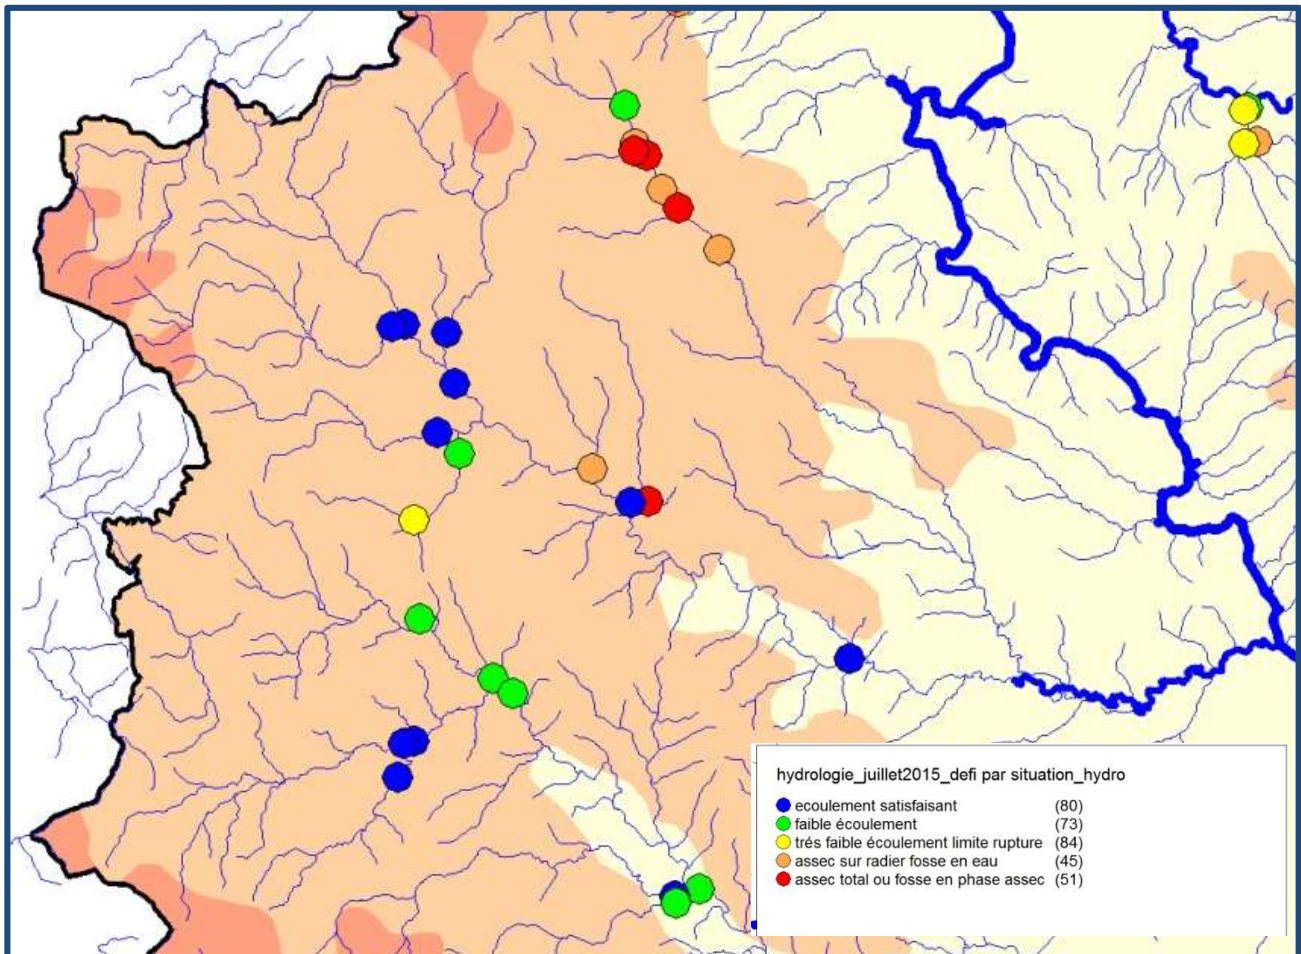 hydrologie_juillet2015_defi par situation_hydro
ecoulement satisfaisant (80)
faible écoulement (73)
trés faible écoulement limite rupture (84)
assec sur radier fosse en eau (45)
assec total ou fosse en phase assec (51)